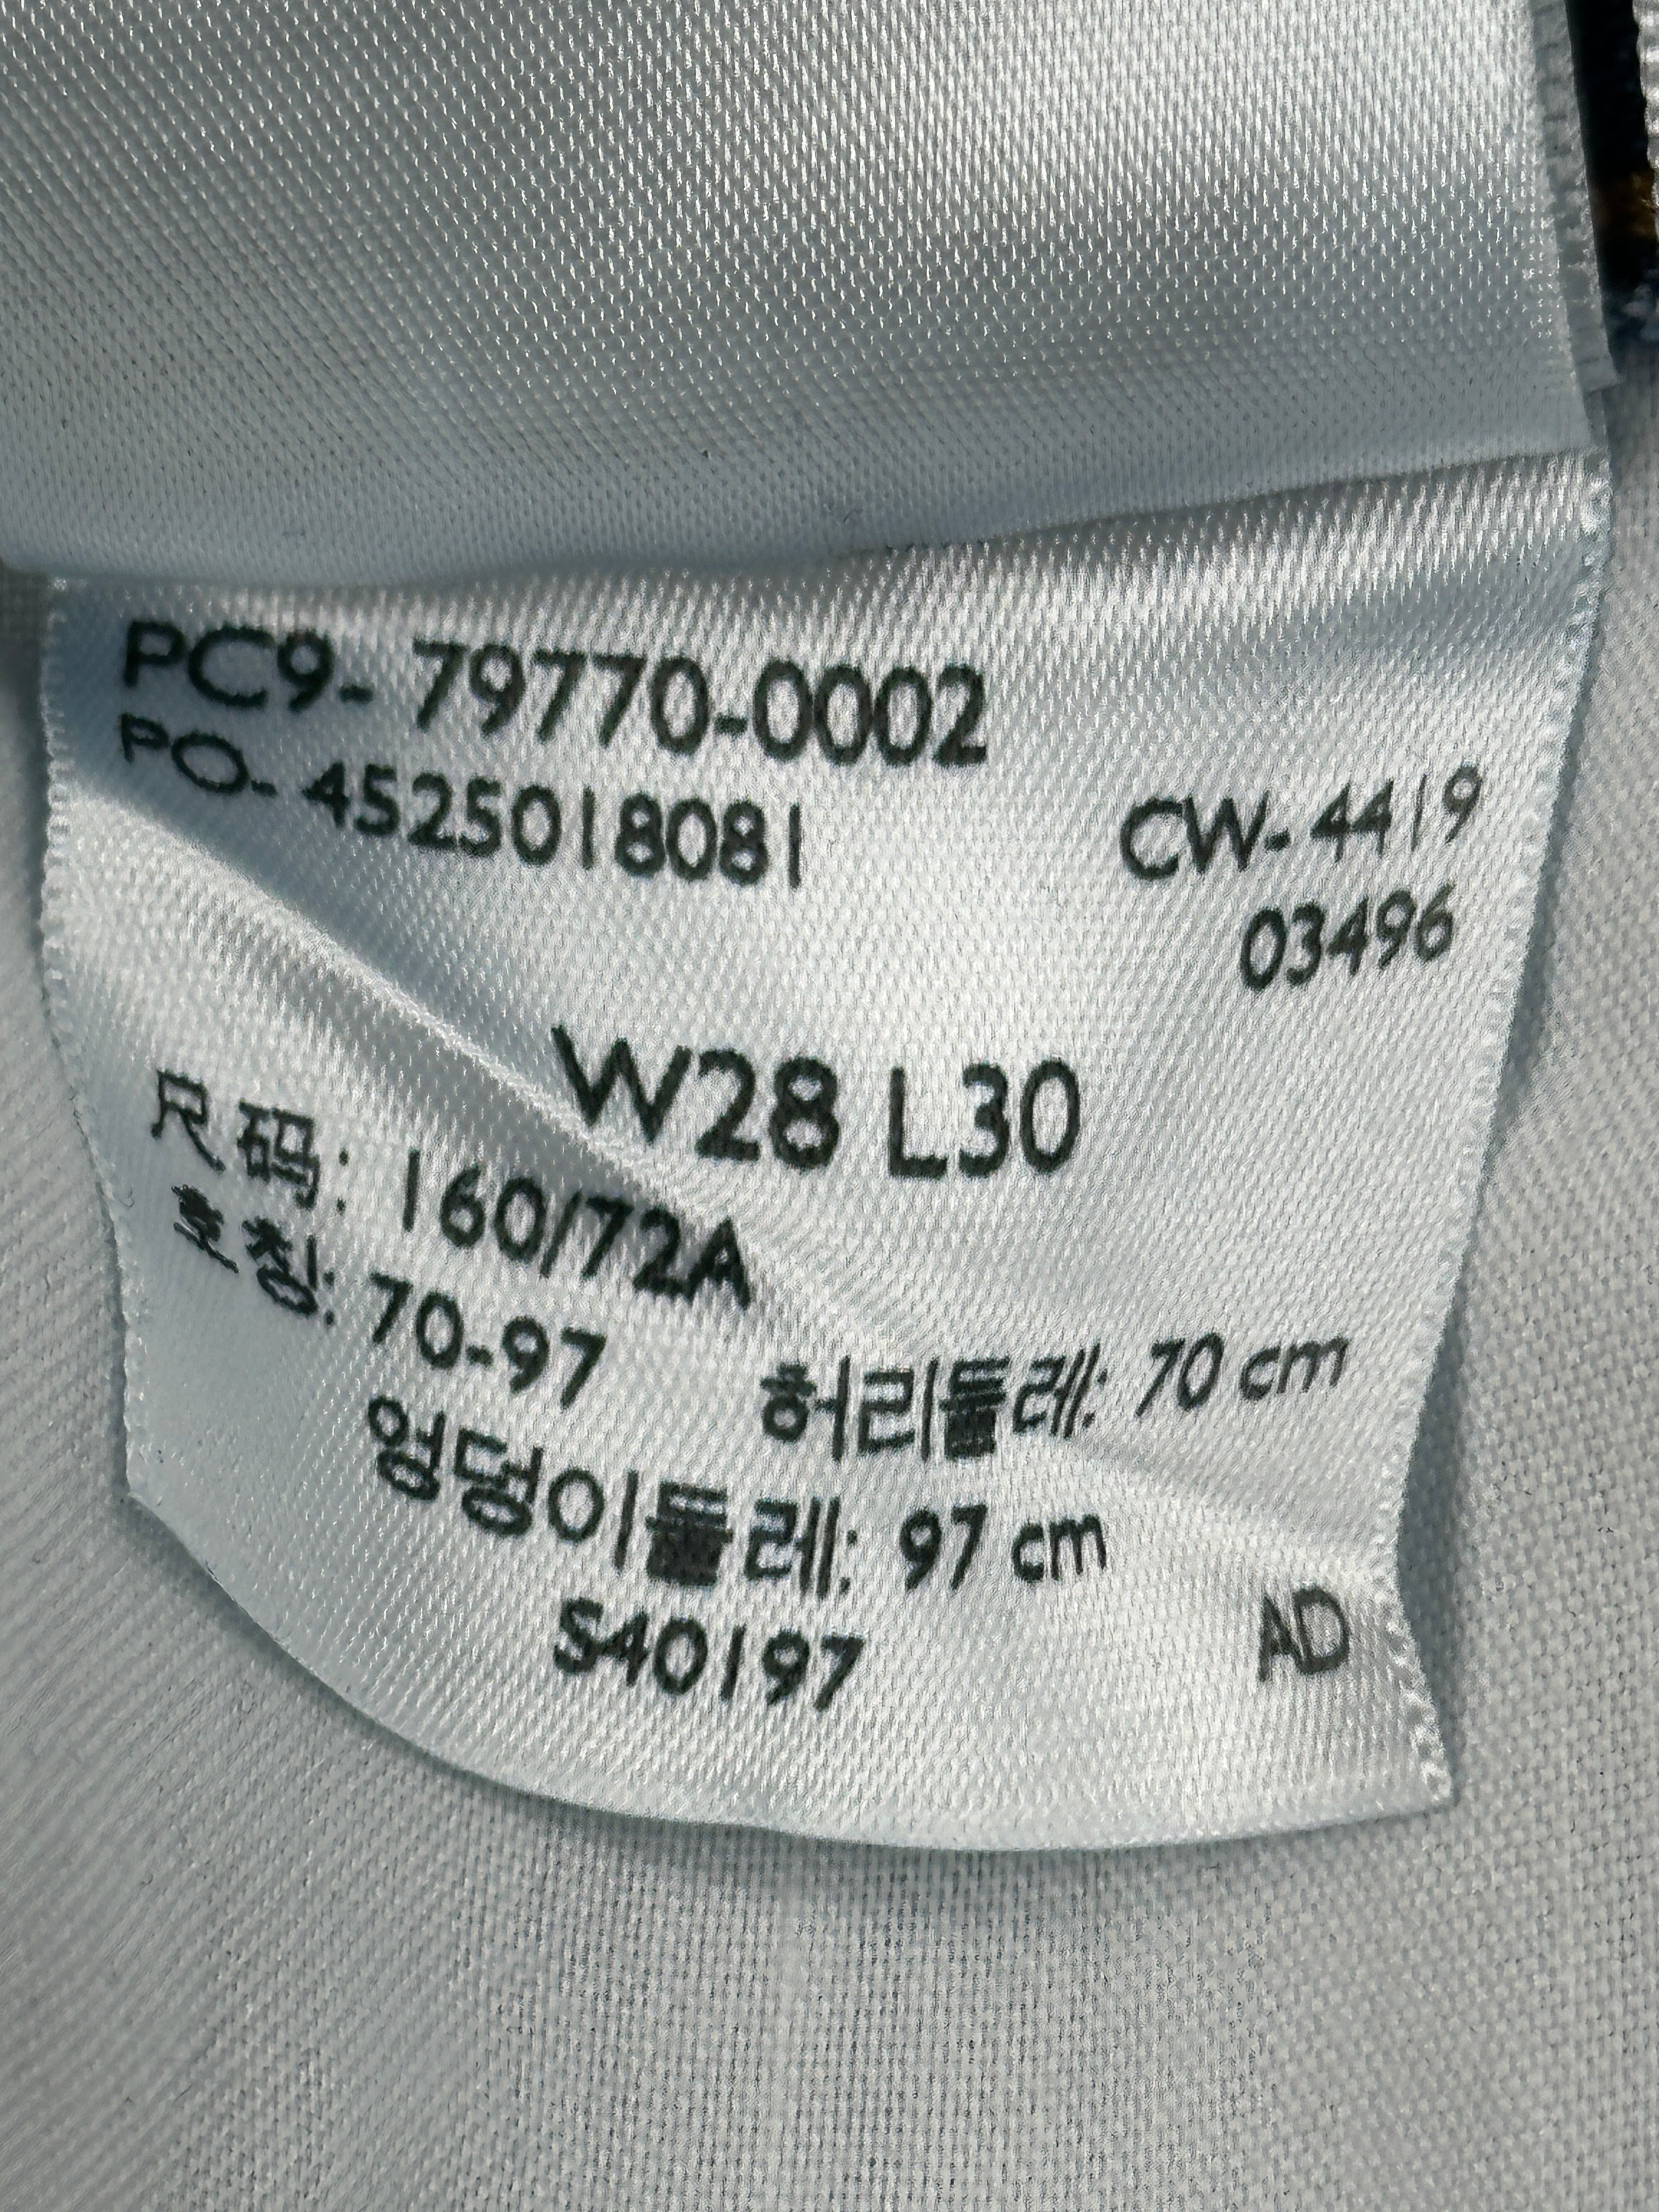 PC9- 79770-0002
PO- 4525018081
CW- 4419
03496
W28 L30
尺码: 160/72A
호칭: 70-97 허리둘레: 70 cm
엉덩이둘레: 97 cm
S40197
AD